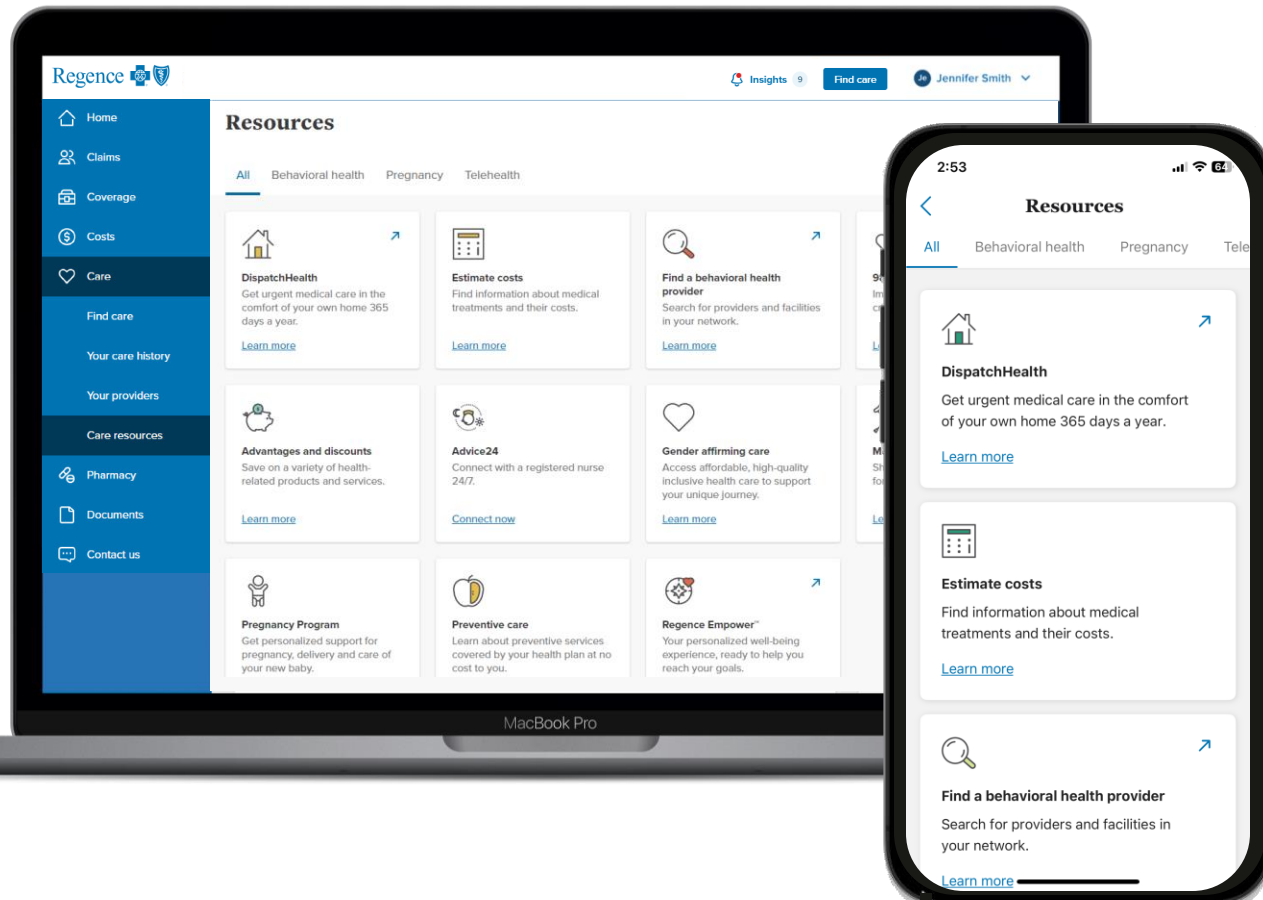 Regence
Insights 9
Find care
Je
Jennifer Smith
Home
Claims
Coverage
Costs
Care
Find care
Your care history
Your providers
Care resources
Pharmacy
Documents
Contact us
Resources
All Behavioral health Pregnancy Telehealth
DispatchHealth
Get urgent medical care in the
comfort of your own home 365
days a year.
Learn more
Estimate costs
Find information about medical
treatments and their costs.
Learn more
Find a behavioral health
provider
Search for providers and facilities
in your network.
Learn more
Advantages and discounts
Save on a variety of health-
related products and services.
Learn more
Advice24
Connect with a registered nurse
24/7.
Connect now
Gender affirming care
Access affordable, high-quality
inclusive health care to support
your unique journey.
Learn more
Pregnancy Program
Get personalized support for
pregnancy, delivery and care of
your new baby.
Preventive care
Learn about preventive services
covered by your health plan at no
cost to you.
Regence Empower™
Your personalized well-being
experience, ready to help you
reach your goals.
MacBook Pro
2:53
64
Resources
All Behavioral health Pregnancy Tele
DispatchHealth
Get urgent medical care in the comfort
of your own home 365 days a year.
Learn more
Estimate costs
Find information about medical
treatments and their costs.
Learn more
Find a behavioral health provider
Search for providers and facilities in
your network.
Learn more